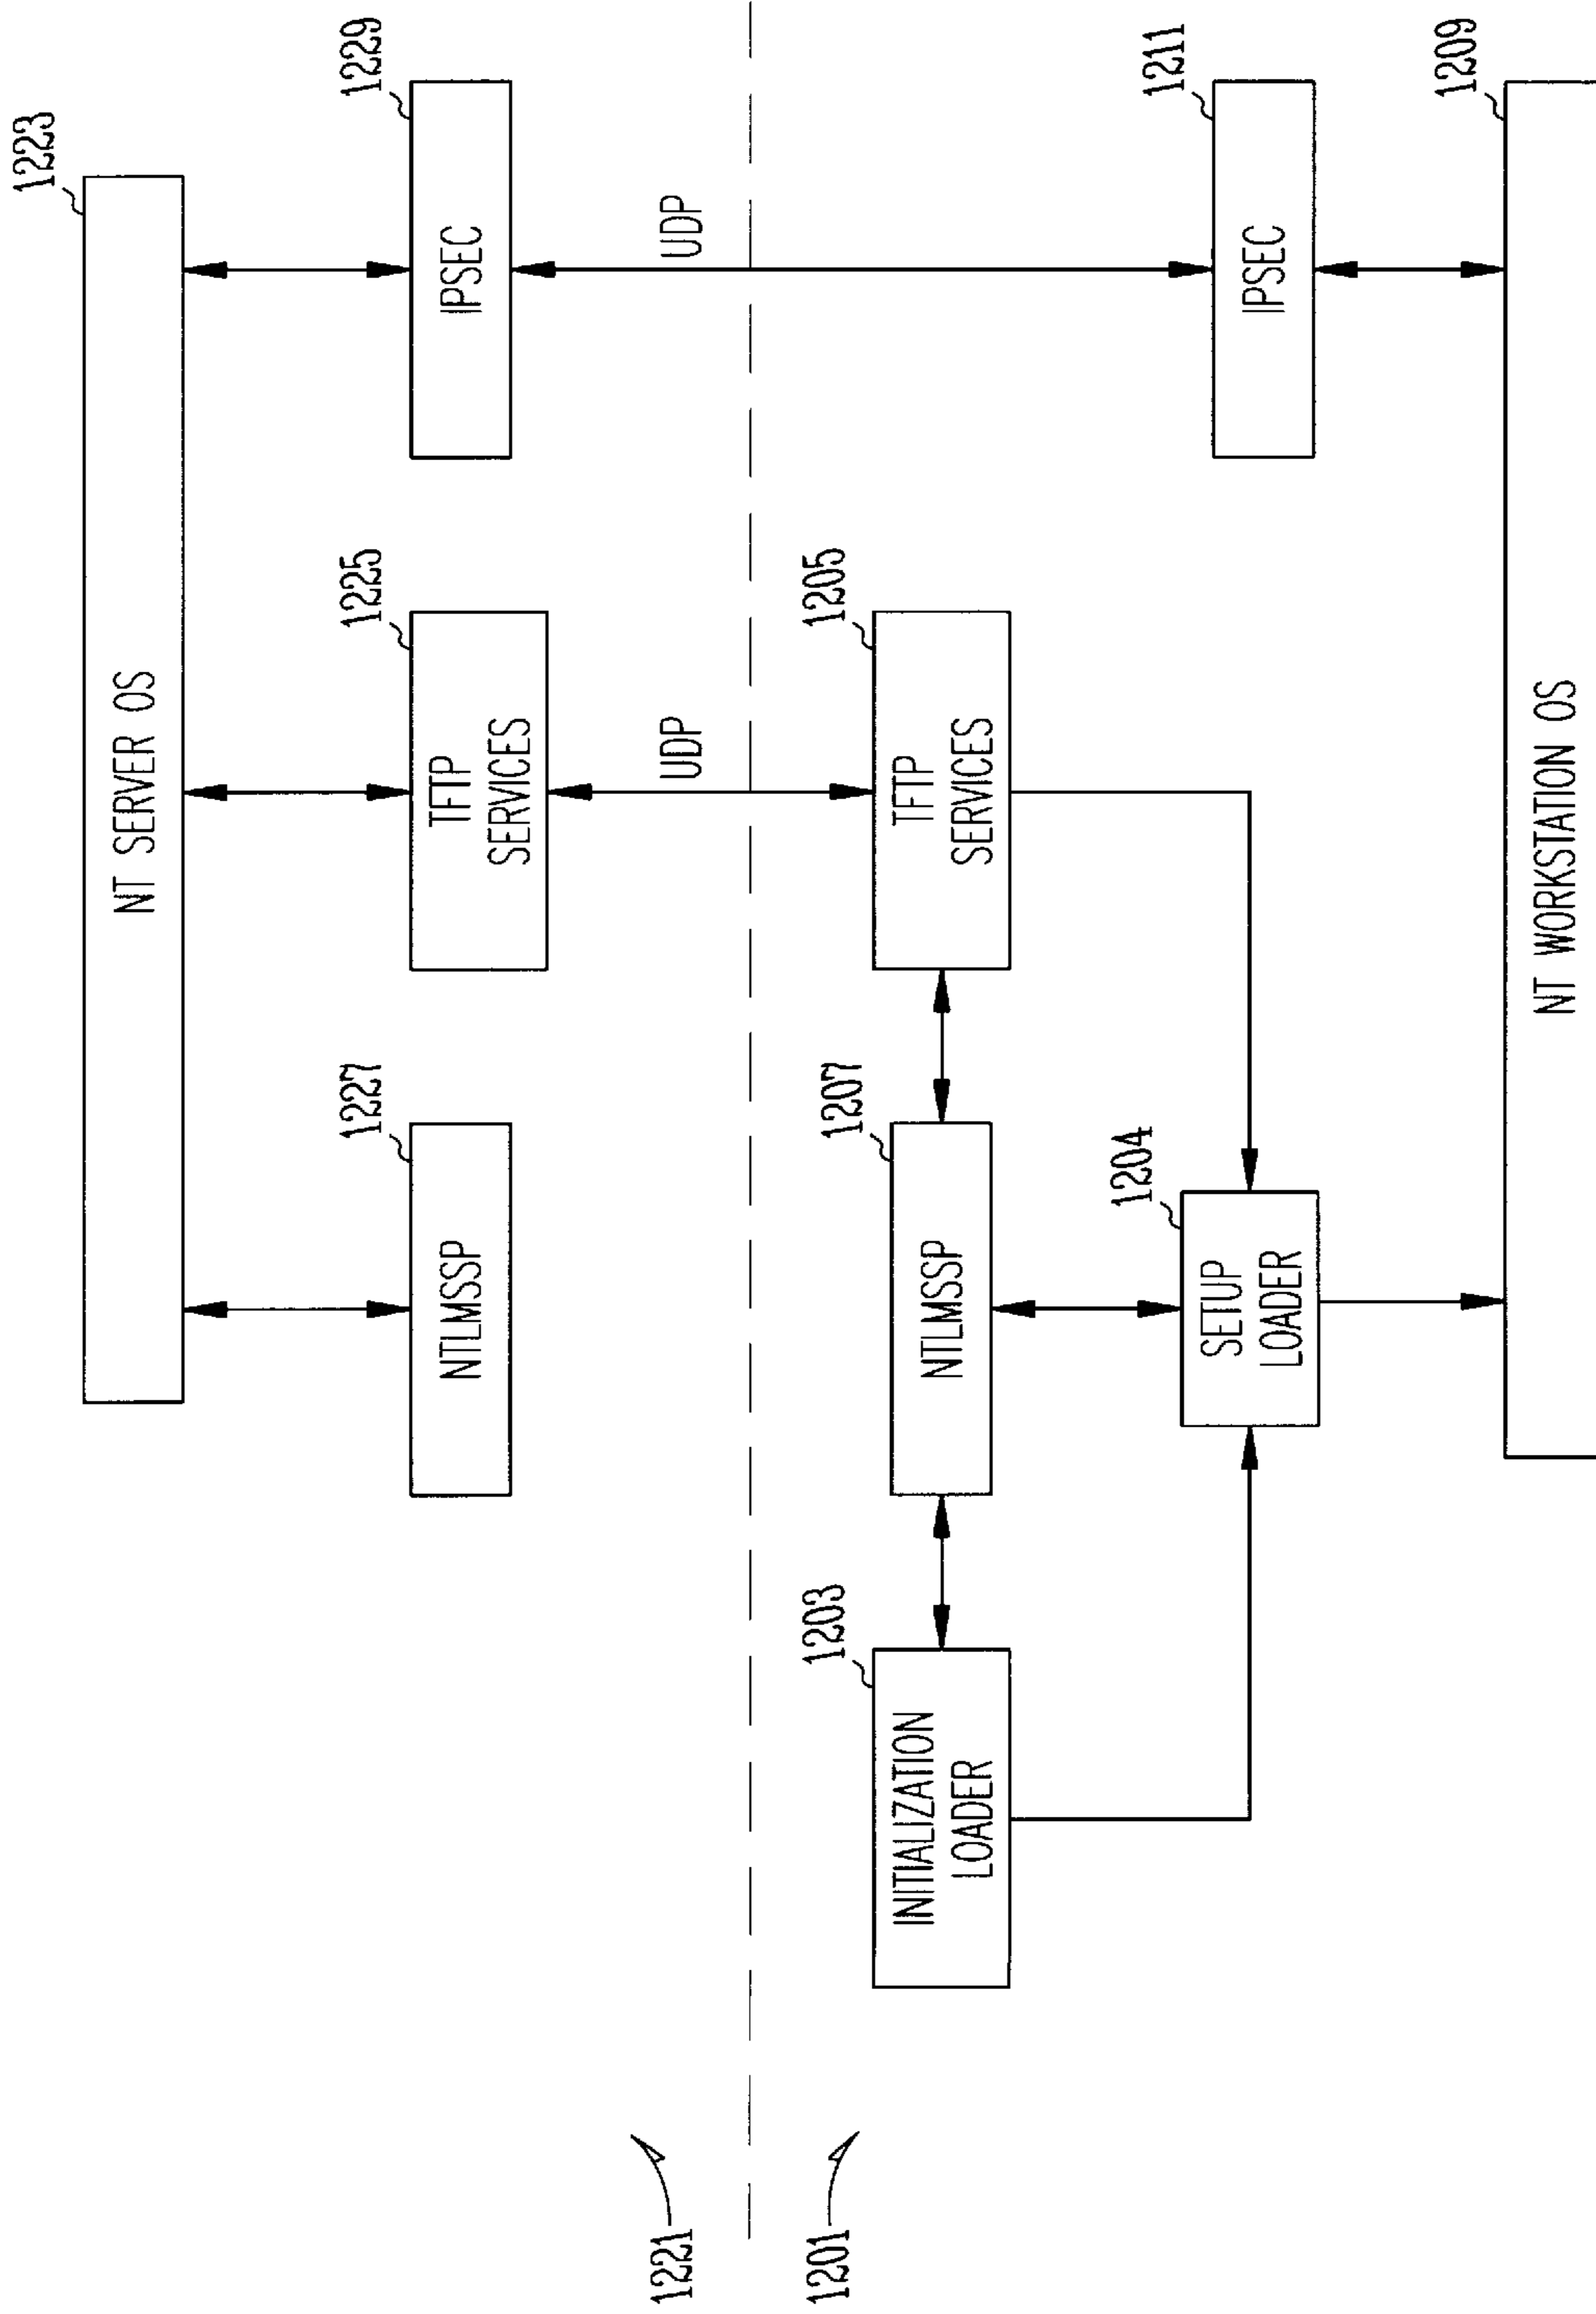 1223
NT SERVER OS
1227
NTLMSSP
1225
TFTP
SERVICES
1229
IPSEC
UDP
UDP
1221
1201
1203
INITIALIZATION
LOADER
1207
NTLMSSP
1205
TFTP
SERVICES
1204
SETUP
LOADER
1211
IPSEC
1209
NT WORKSTATION OS